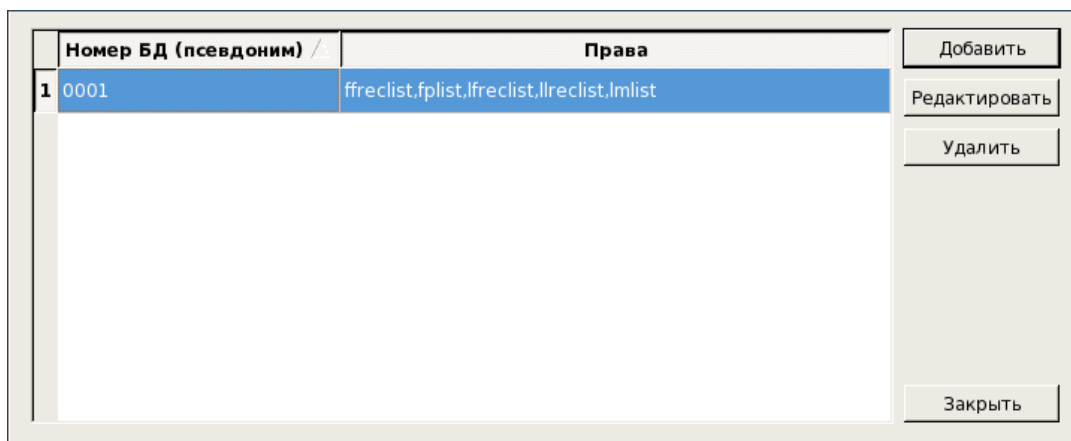 Номер БД (псевдоним) Права
1 0001 ffreclist,fplist,lfreclist,llreclist,lmlist
Добавить
Редактировать
Удалить
Закрыть